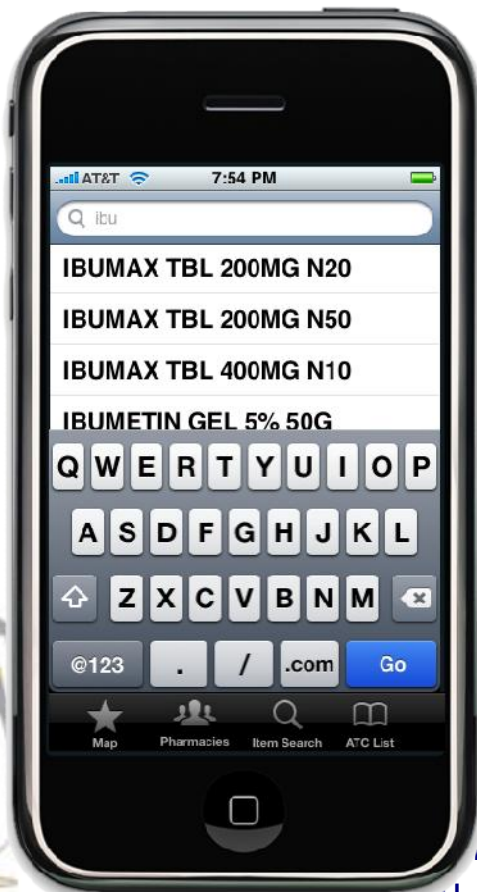 AT&T 7:54 PM
ibu
IBUMAX TBL 200MG N20
IBUMAX TBL 200MG N50
IBUMAX TBL 400MG N10
IBUMETIN GEL 5% 50G
Q W E R T Y U I O P
A S D F G H J K L
Z X C V B N M
@123 . / .com Go
Map Pharmacies Item Search ATC List